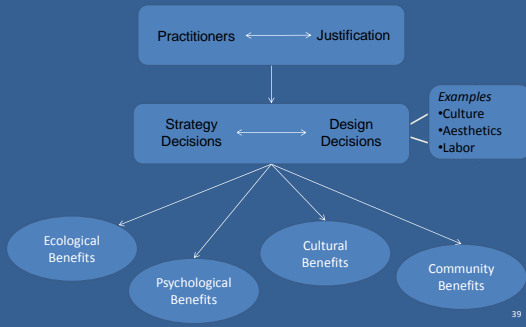 Practitioners Justification
Strategy Decisions
Design Decisions
Examples
•Culture
•Aesthetics
•Labor
Ecological
Benefits
Psychological
Benefits
Cultural
Benefits
Community
Benefits
39